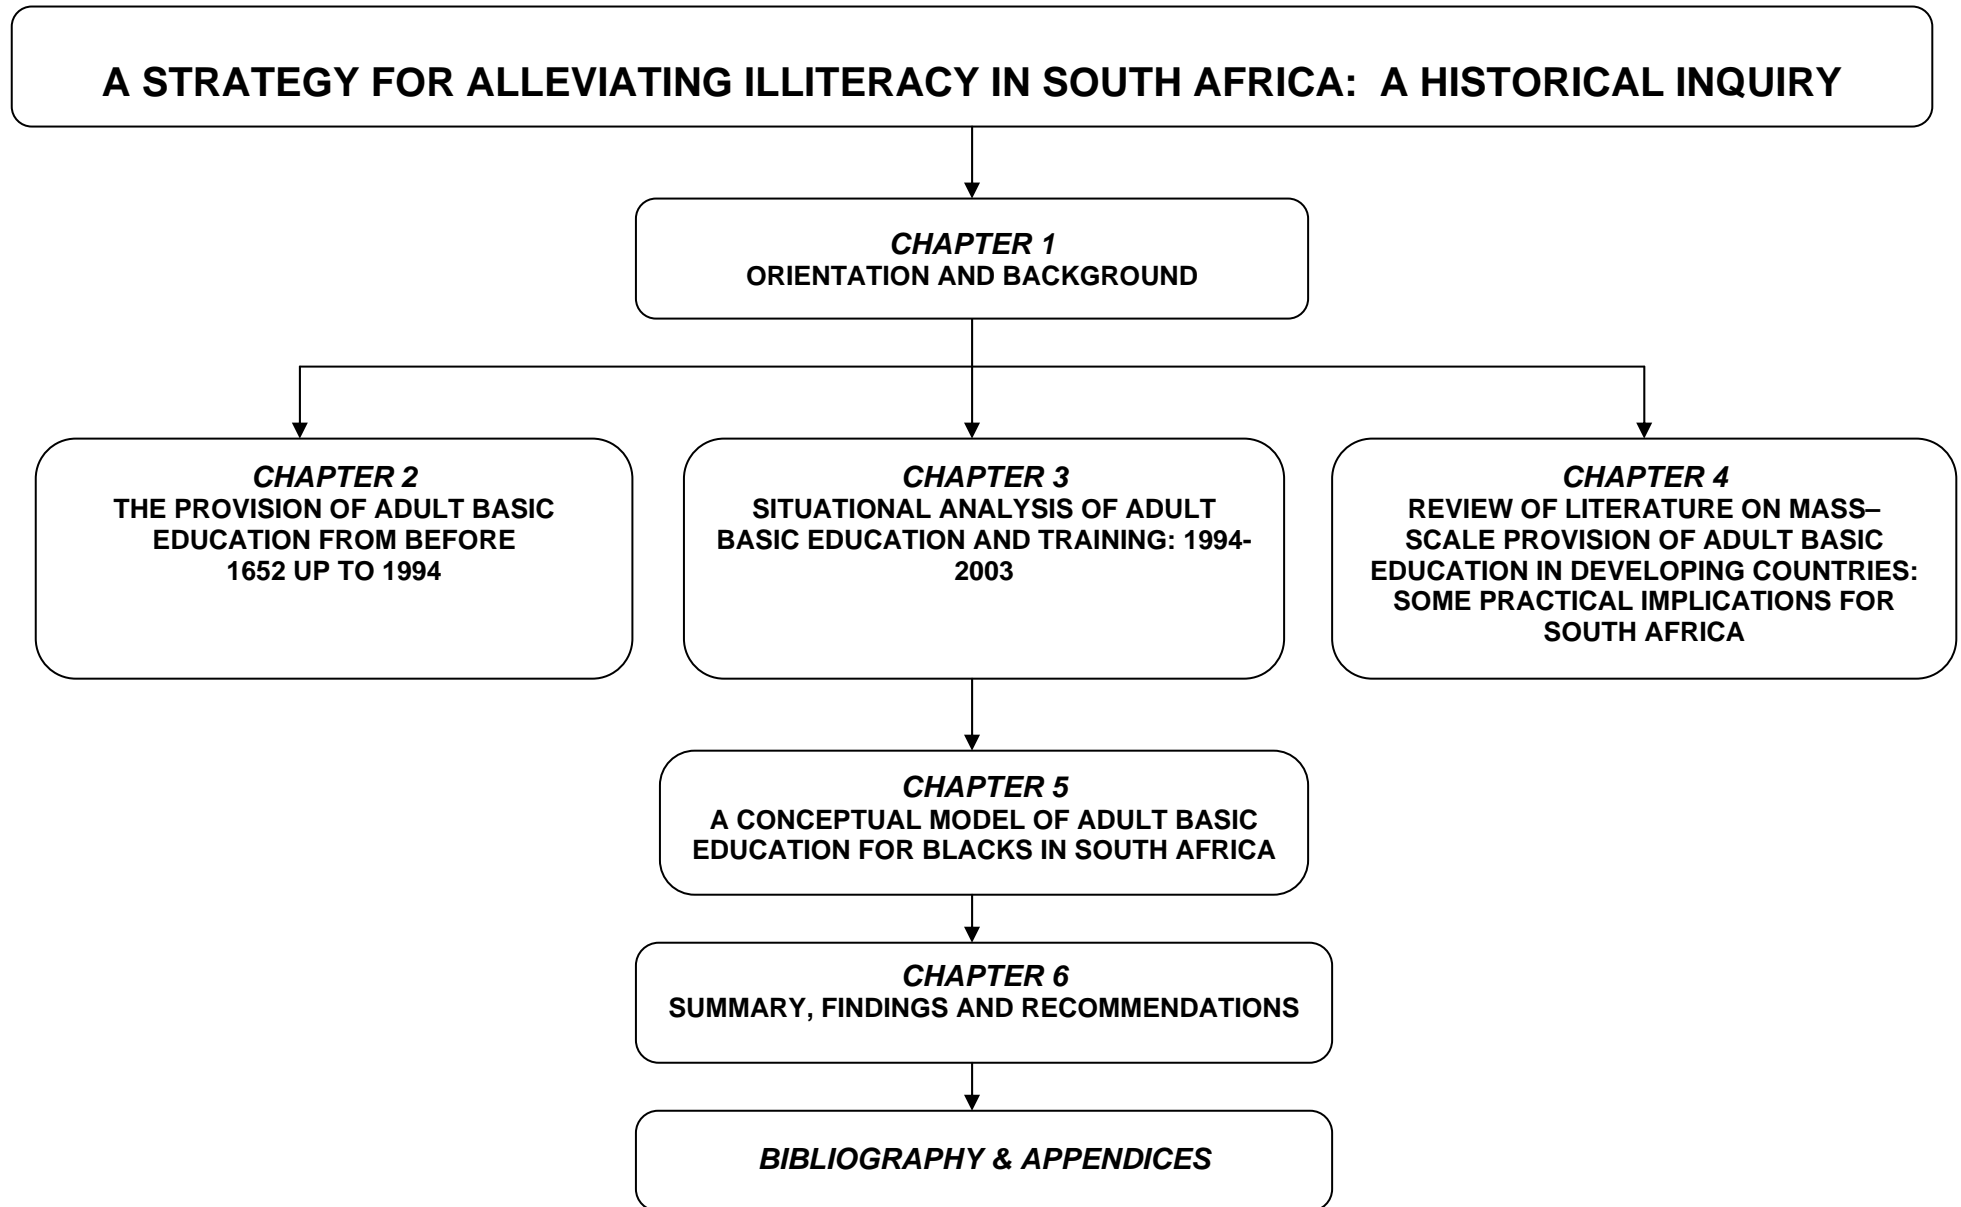 A STRATEGY FOR ALLEVIATING ILLITERACY IN SOUTH AFRICA:  A HISTORICAL INQUIRY
CHAPTER 1
ORIENTATION AND BACKGROUND
CHAPTER 2
THE PROVISION OF ADULT BASIC
EDUCATION FROM BEFORE
1652 UP TO 1994
CHAPTER 3
SITUATIONAL ANALYSIS OF ADULT
BASIC EDUCATION AND TRAINING: 1994-
2003
CHAPTER 4
REVIEW OF LITERATURE ON MASS–
SCALE PROVISION OF ADULT BASIC
EDUCATION IN DEVELOPING COUNTRIES:
SOME PRACTICAL IMPLICATIONS FOR
SOUTH AFRICA
CHAPTER 5
A CONCEPTUAL MODEL OF ADULT BASIC
EDUCATION FOR BLACKS IN SOUTH AFRICA
CHAPTER 6
SUMMARY, FINDINGS AND RECOMMENDATIONS
BIBLIOGRAPHY & APPENDICES